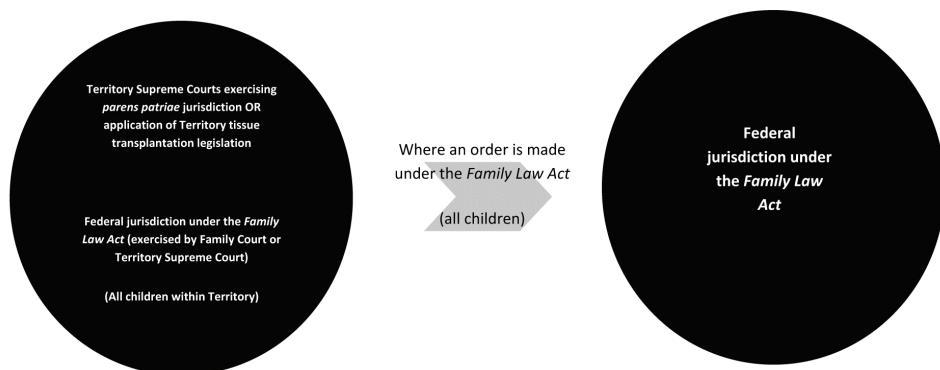 Territory Supreme Courts exercising
parens patriae jurisdiction OR
application of Territory tissue
transplantation legislation
Federal jurisdiction under the Family
Law Act (exercised by Family Court or
Territory Supreme Court)
(All children within Territory)
Where an order is made
under the Family Law Act
(all children)
Federal
jurisdiction under
the Family Law
Act